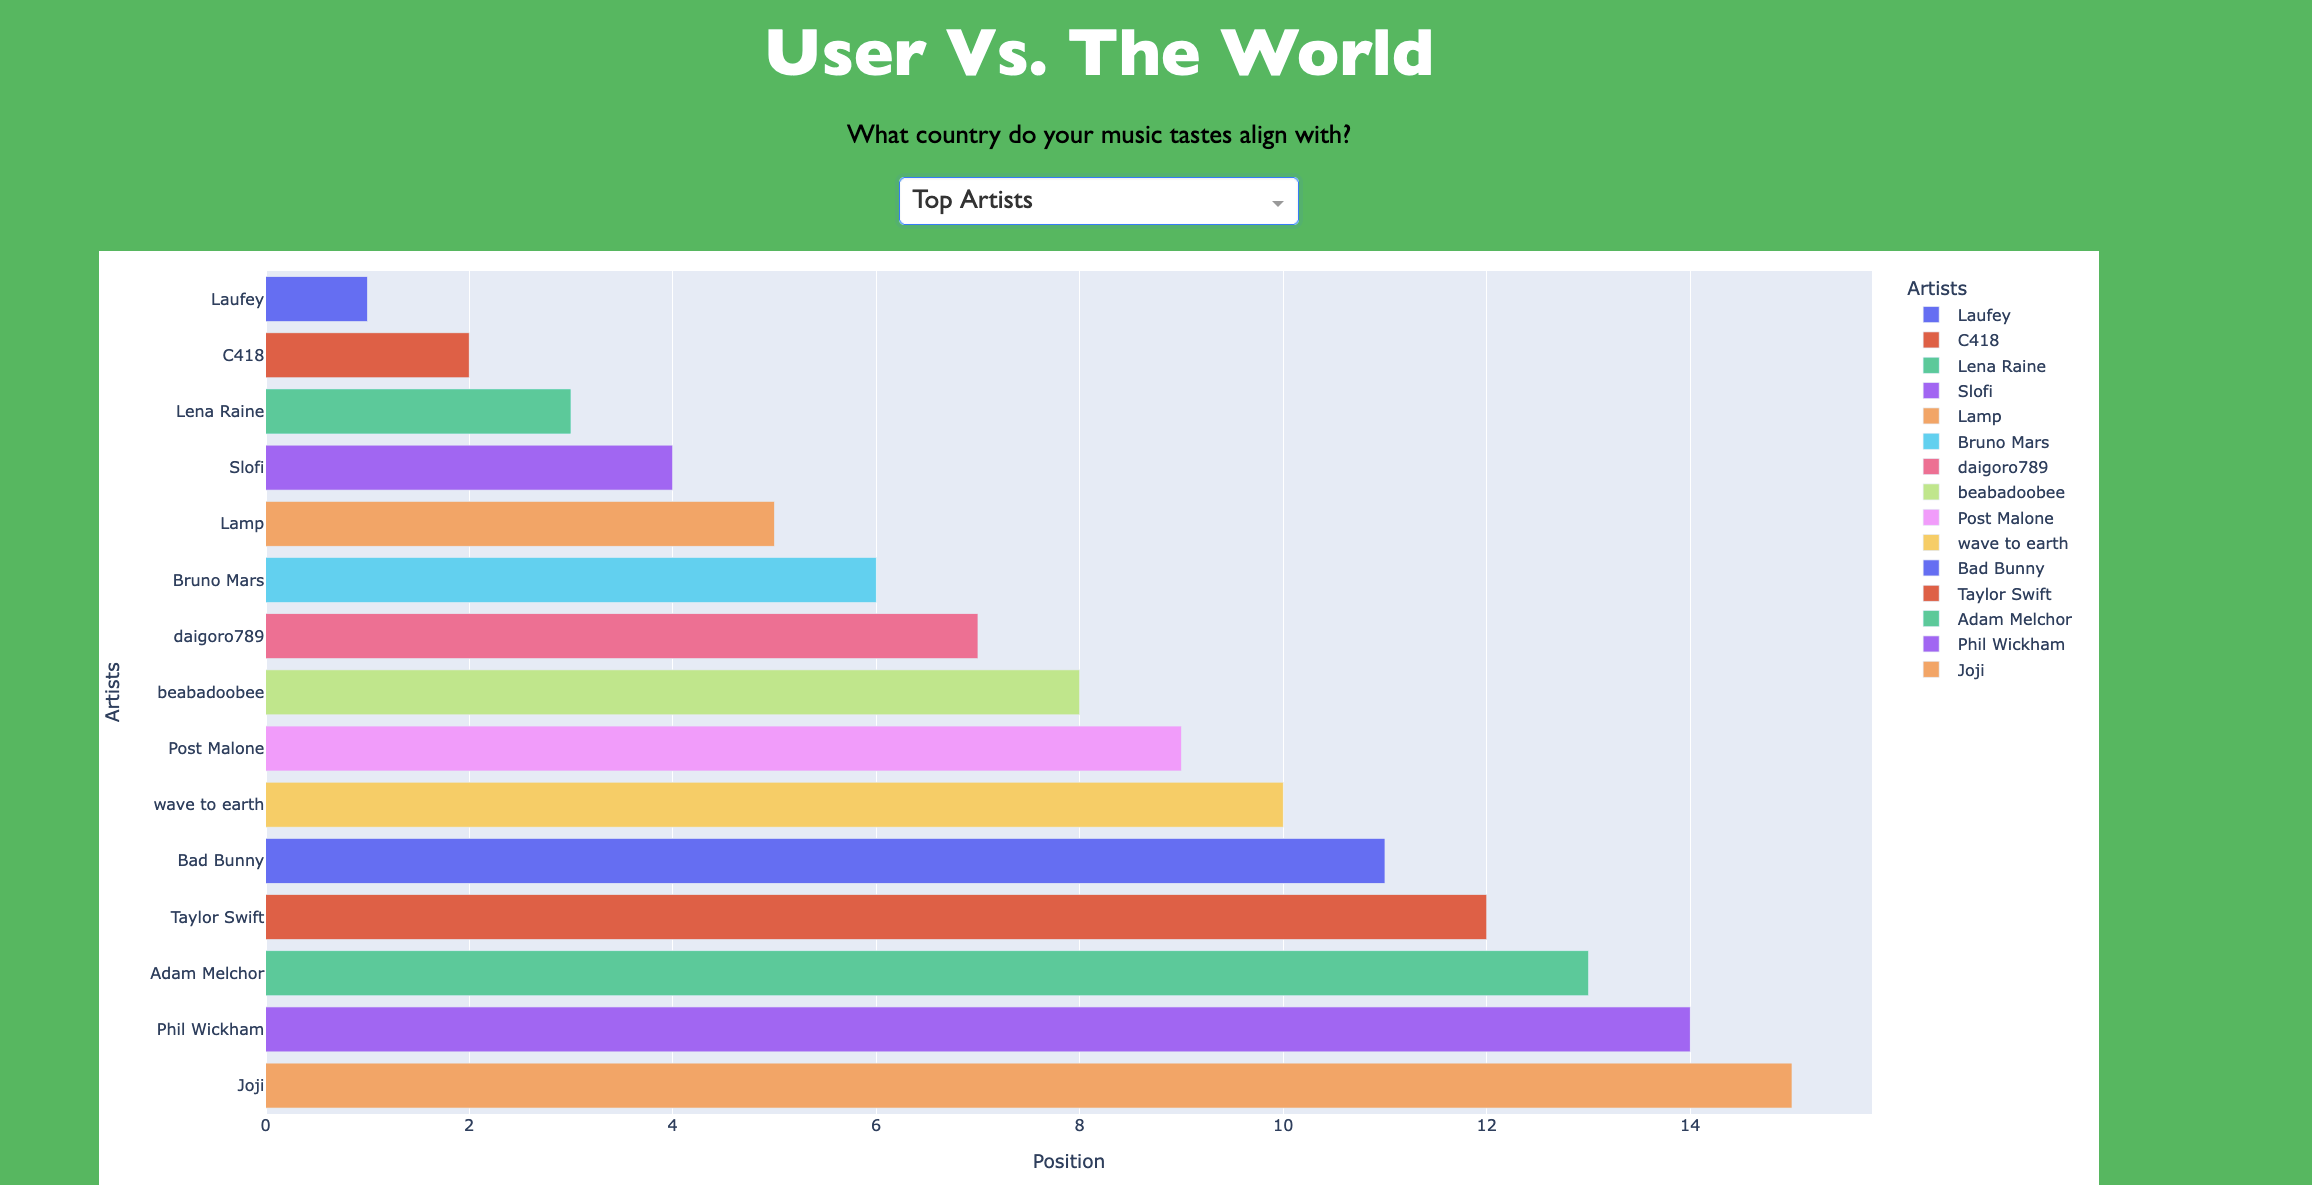 User Vs. The World
What country do your music tastes align with?
Top Artists
Artists
Laufey
C418
Lena Raine
Slofi
Lamp
Bruno Mars
daigoro789
beabadoobee
Post Malone
wave to earth
Bad Bunny
Taylor Swift
Adam Melchor
Phil Wickham
Joji
0 2 4 6 8 10 12 14
Position
Artists
Laufey
C418
Lena Raine
Slofi
Lamp
Bruno Mars
daigoro789
beabadoobee
Post Malone
wave to earth
Bad Bunny
Taylor Swift
Adam Melchor
Phil Wickham
Joji